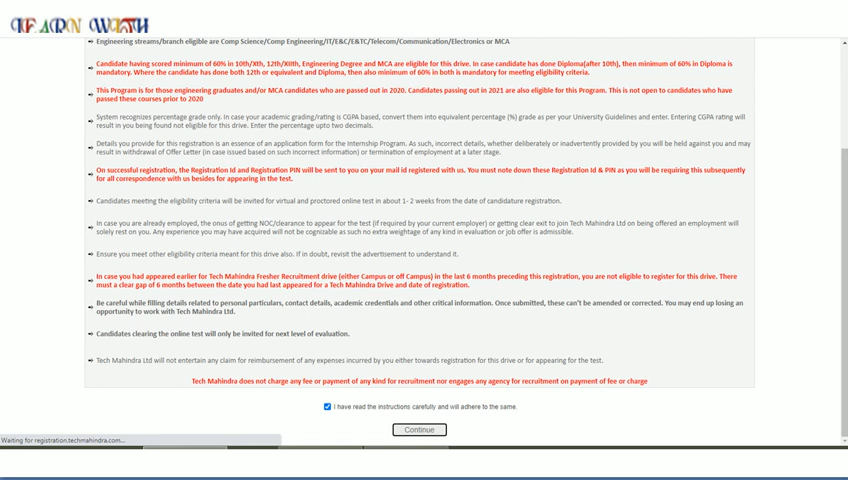 LEARN WITH
Engineering streams/branch eligible are Comp Science/Comp Engineering/IT/E&C/E&TC/Telecom/Communication/Electronics or MCA
Candidate having scored minimum of 60% in 10th/Xth, 12th/XIIth, Engineering Degree and MCA are eligible for this drive. In case candidate has done Diploma(after 10th), then minimum of 60% in Diploma is
mandatory. Where the candidate has done both 12th or equivalent and Diploma, then also minimum of 60% in both is mandatory for meeting eligibility criteria.
This Program is for those engineering graduates and/or MCA candidates who are passed out in 2020. Candidates passing out in 2021 are also eligible for this Program. This is not open to candidates who have
passed these courses prior to 2020
System recognizes percentage grade only. In case your academic grading/rating is CGPA based, convert them into equivalent percentage (%) grade as per your University Guidelines and enter. Entering CGPA rating will
result in you being found not eligible for this drive. Enter the percentage upto two decimals.
Details you provide for this registration is an essence of an application form for the Internship Program. As such, incorrect details, whether deliberately or inadvertently provided by you will be held against you and may
result in withdrawal of Offer Letter (in case issued based on such incorrect information) or termination of employment at a later stage.
On successful registration, the Registration Id and Registration PIN will be sent to you on your mail id registered with us. You must note down these Registration Id & PIN as you will be requiring this subsequently
for all correspondence with us besides for appearing in the test.
Candidates meeting the eligibility criteria will be invited for virtual and proctored online test in about 1- 2 weeks from the date of candidature registration.
In case you are already employed, the onus of getting NOC/clearance to appear for the test (if required by your current employer) or getting clear exit to join Tech Mahindra Ltd on being offered an employment will
solely rest on you. Any experience you may have acquired will not be cognizable as such no extra weightage of any kind in evaluation or job offer is admissible.
Ensure you meet other eligibility criteria meant for this drive also. If in doubt, revisit the advertisement to understand it.
In case you had appeared earlier for Tech Mahindra Fresher Recruitment drive (either Campus or off Campus) in the last 6 months preceding this registration, you are not eligible to register for this drive. There
must a clear gap of 6 months between the date you had last appeared for a Tech Mahindra Drive and date of registration.
Be careful while filling details related to personal particulars, contact details, academic credentials and other critical information. Once submitted, these can't be amended or corrected. You may end up losing an
opportunity to work with Tech Mahindra Ltd.
Candidates clearing the online test will only be invited for next level of evaluation.
Tech Mahindra Ltd will not entertain any claim for reimbursement of any expenses incurred by you either towards registration for this drive or for appearing for the test.
Tech Mahindra does not charge any fee or payment of any kind for recruitment nor engages any agency for recruitment on payment of fee or charge
I have read the instructions carefully and will adhere to the same.
Continue
Waiting for registration.techmahindra.com...